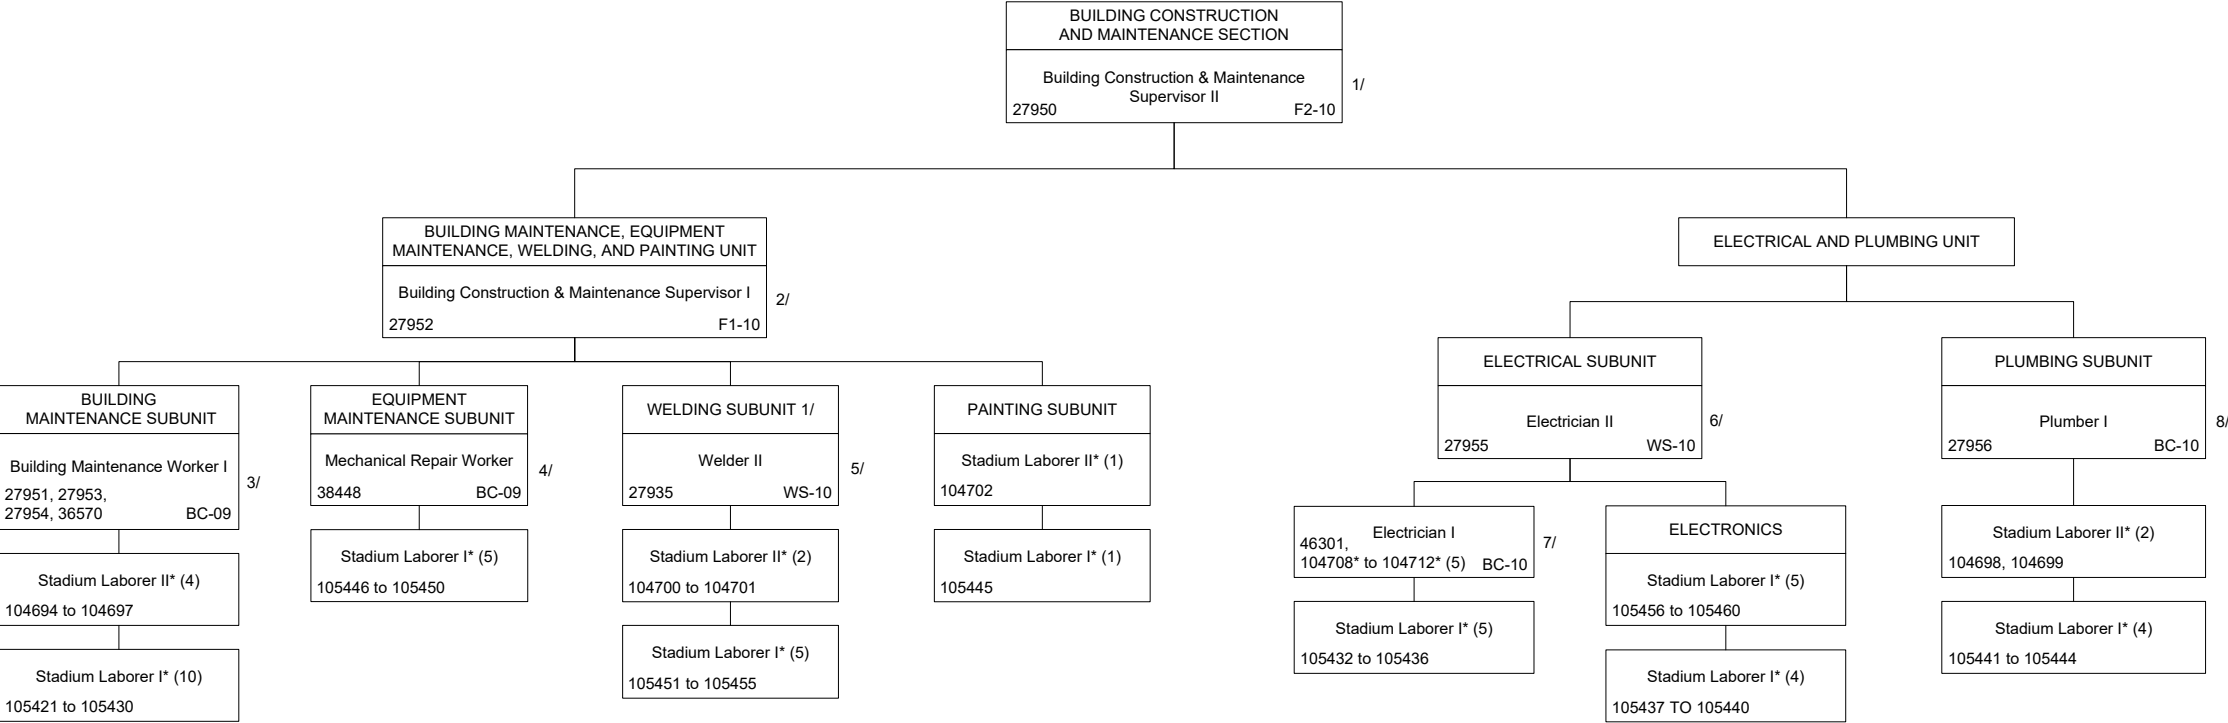 BUILDING CONSTRUCTION
AND MAINTENANCE SECTION
Building Construction & Maintenance
Supervisor II
27950 F2-10
1/
BUILDING MAINTENANCE, EQUIPMENT
MAINTENANCE, WELDING, AND PAINTING UNIT
Building Construction & Maintenance Supervisor I
27952 F1-10
2/
BUILDING
MAINTENANCE SUBUNIT
Building Maintenance Worker I
27951, 27953,
27954, 36570 BC-09
3/
Stadium Laborer II* (4)
104694 to 104697
Stadium Laborer I* (10)
105421 to 105430
EQUIPMENT
MAINTENANCE SUBUNIT
Mechanical Repair Worker
38448 BC-09
4/
Stadium Laborer I* (5)
105446 to 105450
WELDING SUBUNIT 1/
Welder II
27935 WS-10
5/
Stadium Laborer II* (2)
104700 to 104701
Stadium Laborer I* (5)
105451 to 105455
PAINTING SUBUNIT
Stadium Laborer II* (1)
104702
Stadium Laborer I* (1)
105445
ELECTRICAL AND PLUMBING UNIT
ELECTRICAL SUBUNIT
Electrician II
27955 WS-10
6/
Electrician I
46301,
104708* to 104712* (5) BC-10
7/
Stadium Laborer I* (5)
105432 to 105436
ELECTRONICS
Stadium Laborer I* (5)
105456 to 105460
Stadium Laborer I* (4)
105437 TO 105440
PLUMBING SUBUNIT
Plumber I
27956 BC-10
8/
Stadium Laborer II* (2)
104698, 104699
Stadium Laborer I* (4)
105441 to 105444